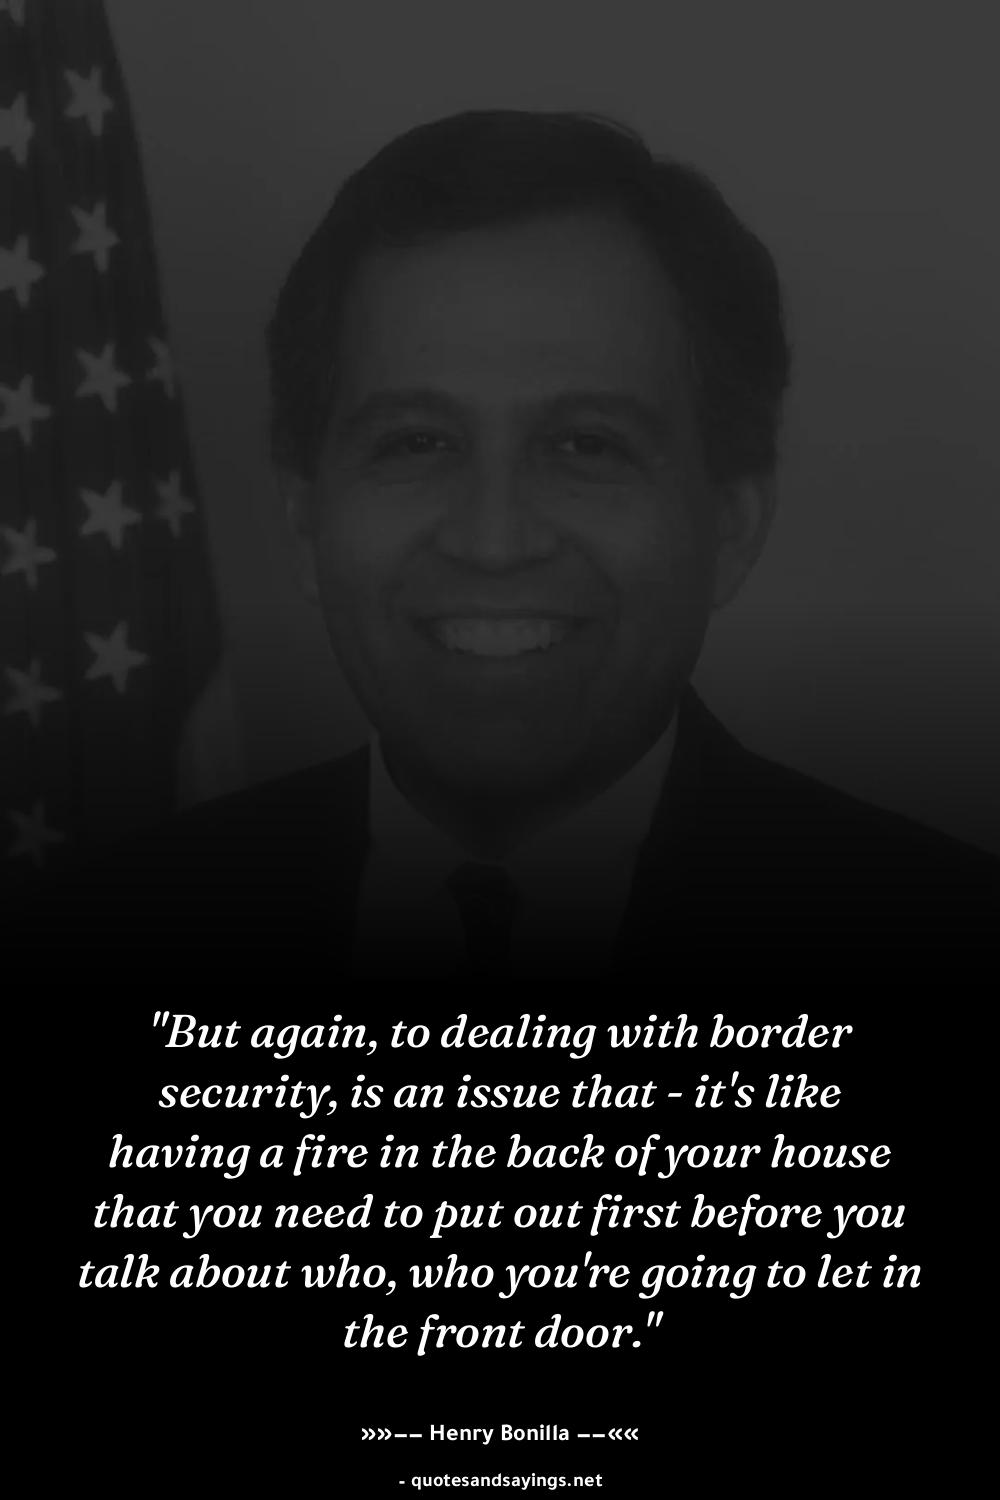 "But again, to dealing with border
security, is an issue that - it's like
having a fire in the back of your house
that you need to put out first before you
talk about who, who you're going to let in
the front door."
»»−− Henry Bonilla −−««
- quotesandsayings.net